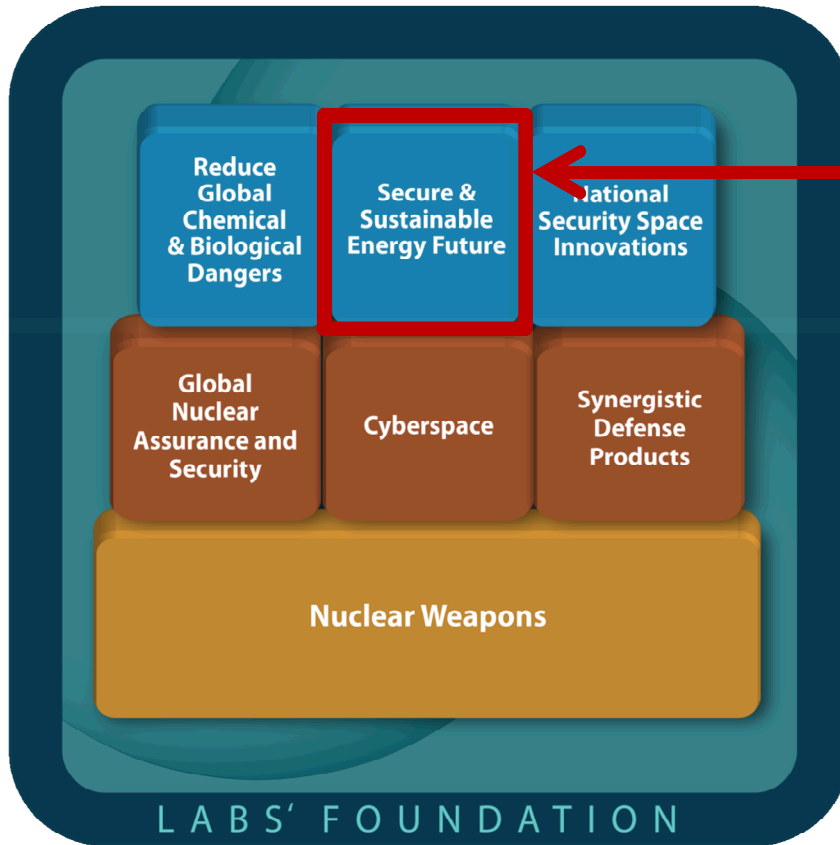 Reduce
Global
Chemical
& Biological
Dangers
Secure &
Sustainable
Energy Future
National
Security Space
Innovations
Global
Nuclear
Assurance and
Security
Cyberspace
Synergistic
Defense
Products
Nuclear Weapons
LABS' FOUNDATION